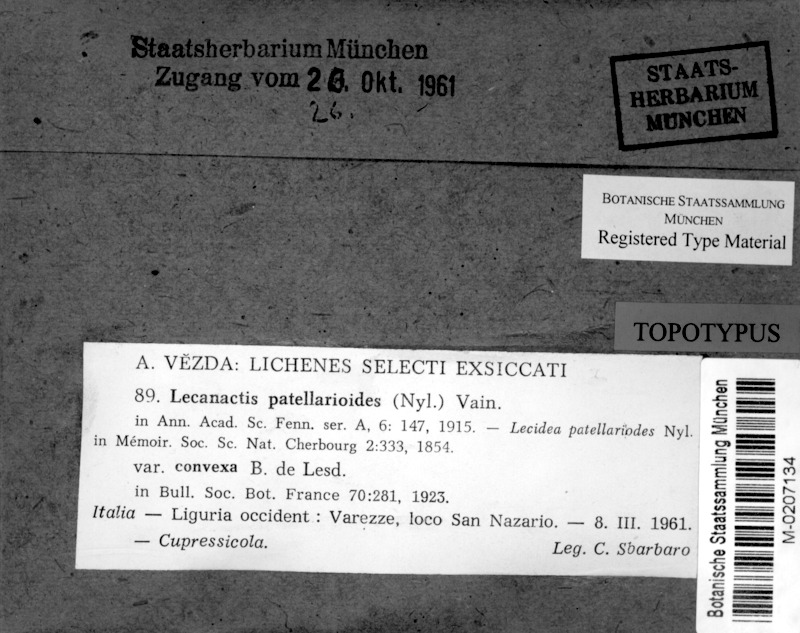 Staatsherbarium München
Zugang vom 26. Okt. 1961
26.
STAATS-
HERBARIUM
MÜNCHEN
BOTANISCHE STAATSSAMMLUNG
MÜNCHEN
Registered Type Material
TOPOTYPUS
A. VĚZDA: LICHENES SELECTI EXSICCATI
89. Lecanactis patellarioides (Nyl.) Vain.
in Ann. Acad. Sc. Fenn. ser. A, 6: 147, 1915. — Lecidea patellariodes Nyl.
in Mémoir. Soc. Sc. Nat. Cherbourg 2:333, 1854.
var. convexa B. de Lesd.
in Bull. Soc. Bot. France 70:281, 1923.
Italia — Liguria occident : Varezze, loco San Nazario. — 8. III. 1961.
— Cupressicola.
Leg. C. Sbarbaro
Botanische Staatssammlung München
M-0207134